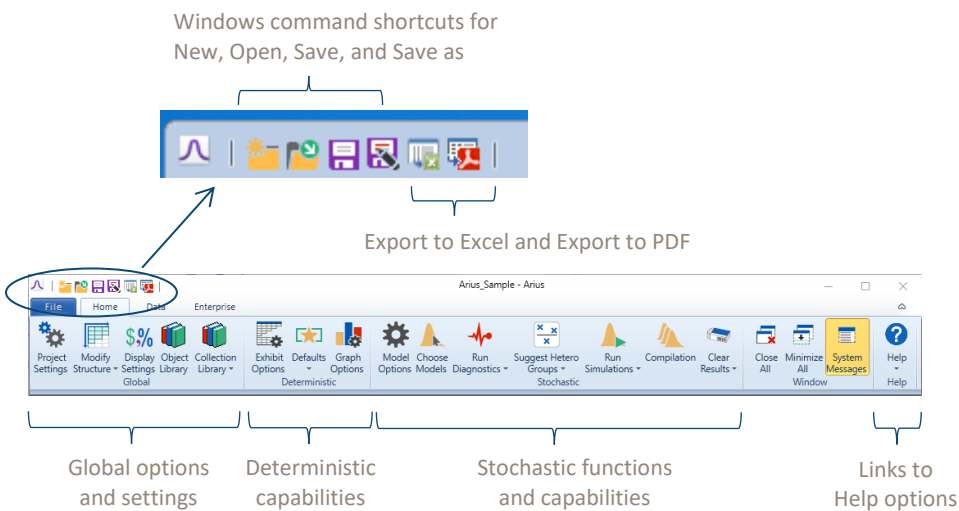 Windows command shortcuts for
New, Open, Save, and Save as
Export to Excel and Export to PDF
Arius_Sample - Arius
File Home Data Enterprise
Project Settings
Modify Structure
Display Settings
Object Library
Collection Library
Global
Exhibit Options
Defaults
Graph Options
Deterministic
Model Options
Choose Models
Run Diagnostics
Suggest Hetero Groups
Run Simulations
Compilation
Clear Results
Stochastic
Close All
Minimize All
System Messages
Window
Help
Help
Global options
and settings
Deterministic
capabilities
Stochastic functions
and capabilities
Links to
Help options